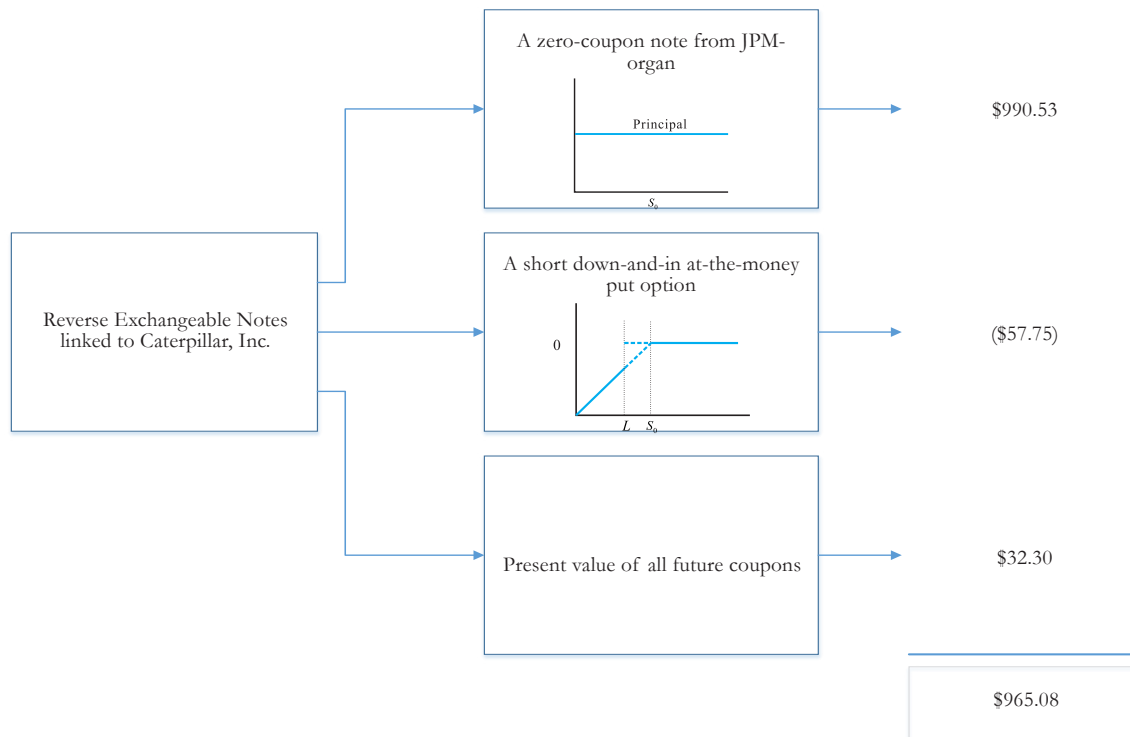 A zero-coupon note from JPM-
organ
Principal
S₀
$990.53
Reverse Exchangeable Notes
linked to Caterpillar, Inc.
A short down-and-in at-the-money
put option
0
L S₀
($57.75)
Present value of all future coupons
$32.30
$965.08